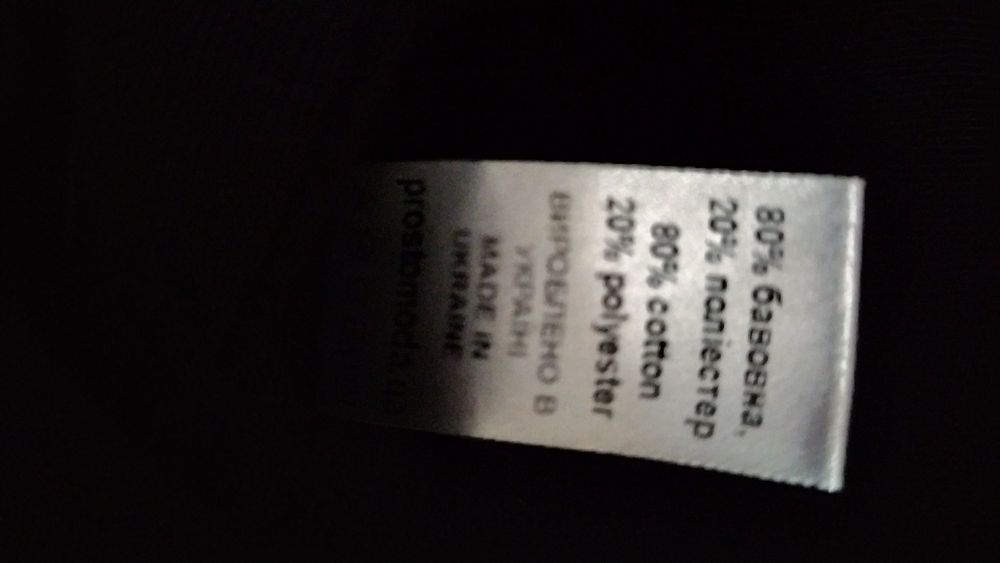 80% бавовна,
20% поліестер
80% cotton
20% polyester
ВИРОБЛЕНО В
УКРАЇНІ
MADE IN
UKRAINE